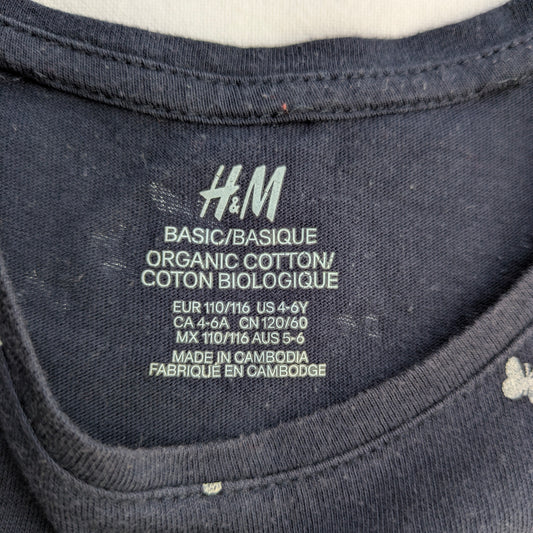 H&M
BASIC/BASIQUE
ORGANIC COTTON/
COTON BIOLOGIQUE
EUR 110/116 US 4-6Y
CA 4-6A CN 120/60
MX 110/116 AUS 5-6
MADE IN CAMBODIA
FABRIQUÉ EN CAMBODGE